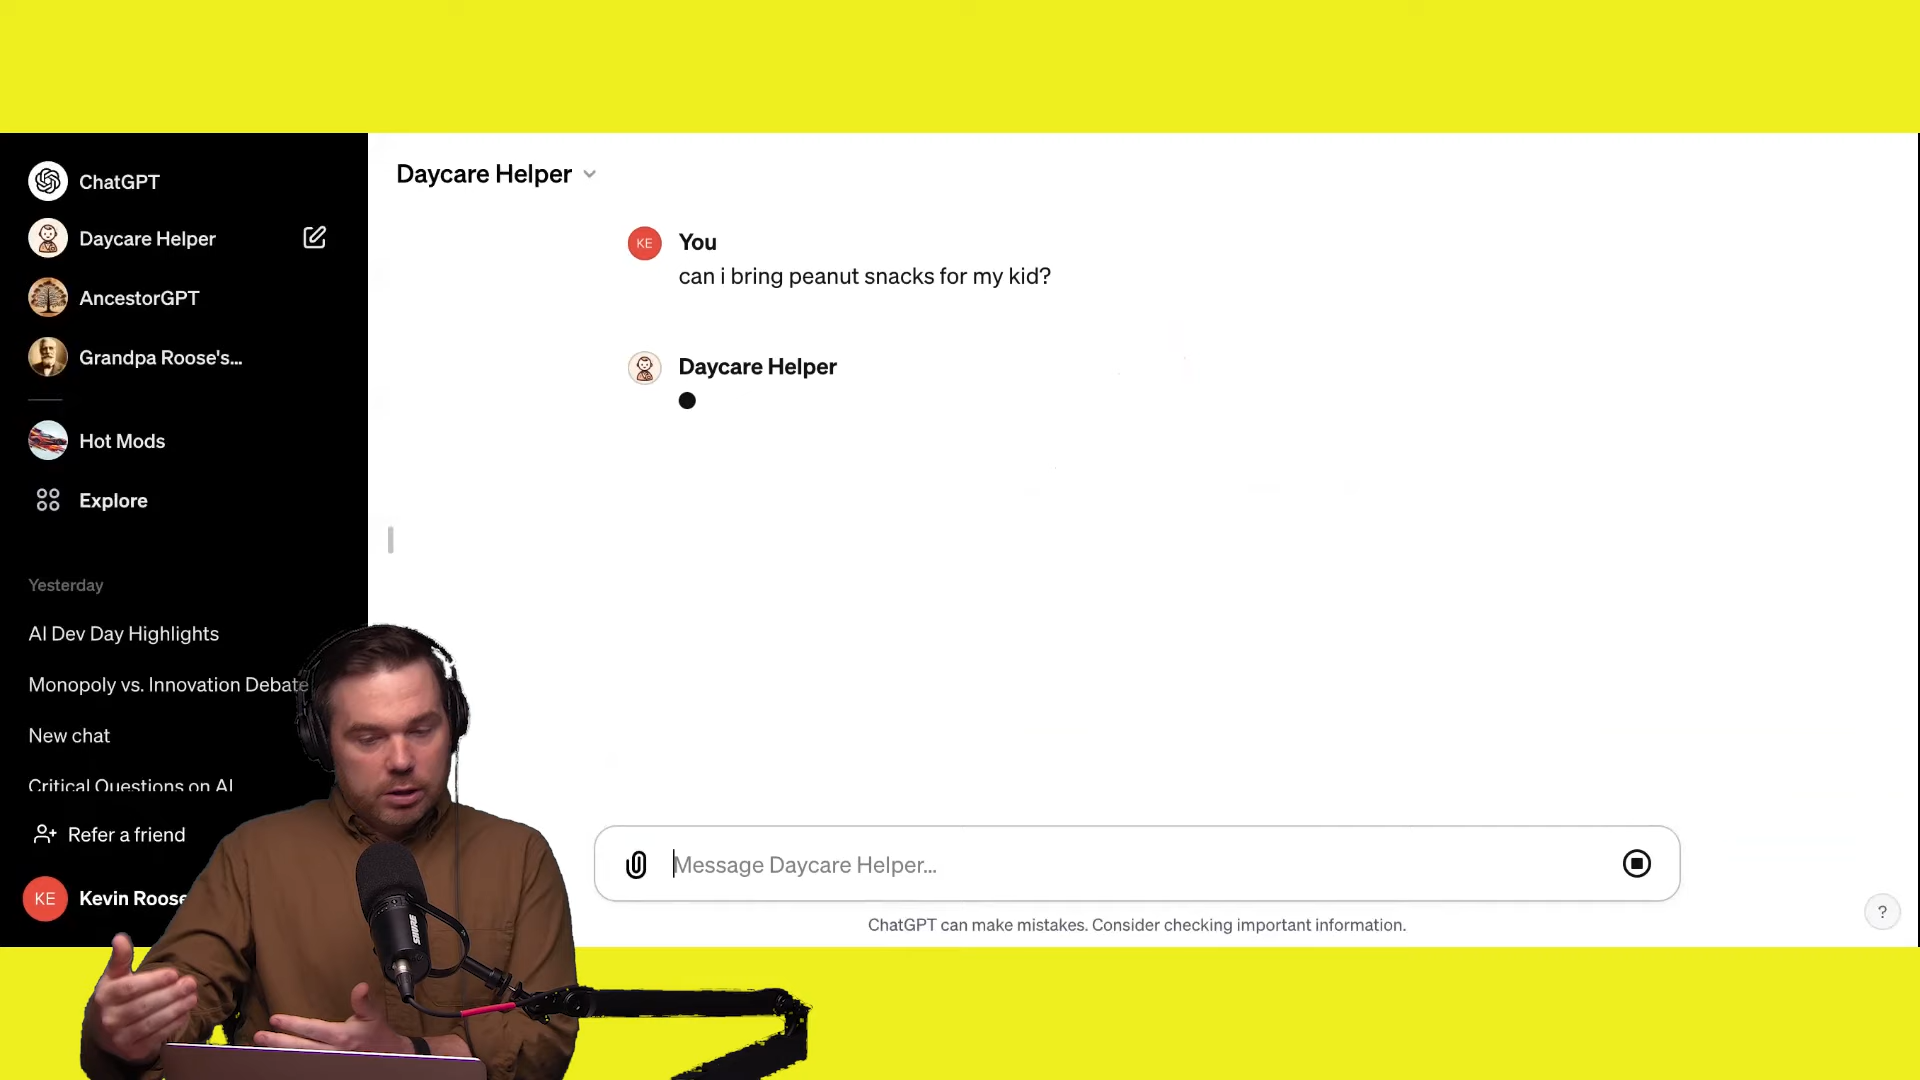 ChatGPT
Daycare Helper
AncestorGPT
Grandpa Roose's...
Hot Mods
Explore
Yesterday
AI Dev Day Highlights
Monopoly vs. Innovation Debate
New chat
Critical Questions on AI
Refer a friend
KE Kevin Roose
Daycare Helper
KE You
can i bring peanut snacks for my kid?
Daycare Helper
Message Daycare Helper...
ChatGPT can make mistakes. Consider checking important information.
?
SHURE